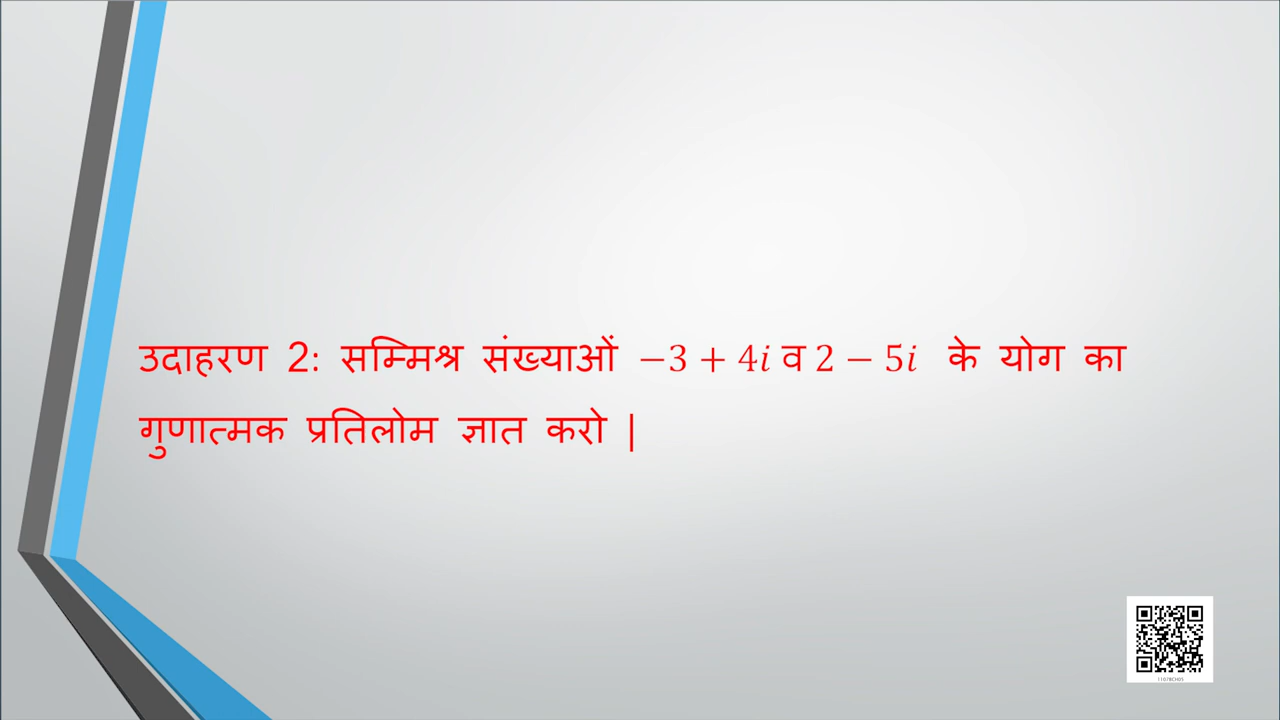 उदाहरण 2: सम्मिश्र संख्याओं −3 + 4i व 2 − 5i के योग का
गुणात्मक प्रतिलोम ज्ञात करो |